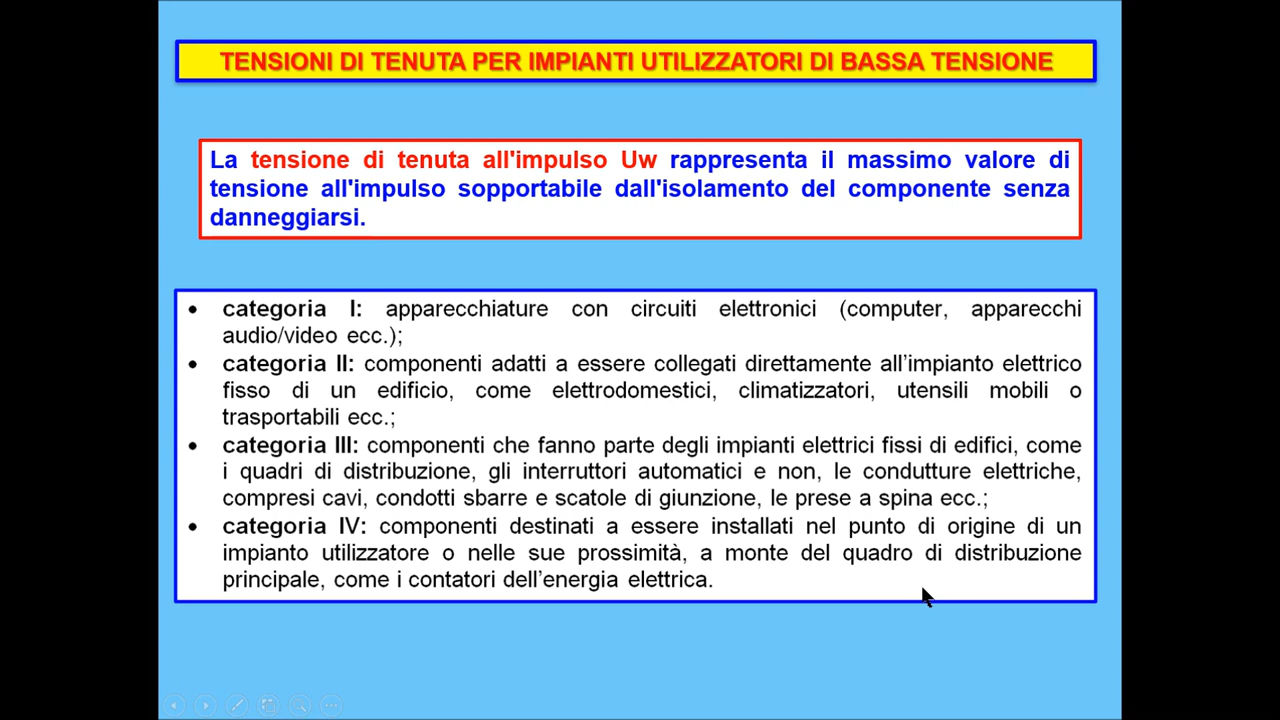 TENSIONI DI TENUTA PER IMPIANTI UTILIZZATORI DI BASSA TENSIONE
La tensione di tenuta all'impulso Uw rappresenta il massimo valore di
tensione all'impulso sopportabile dall'isolamento del componente senza
danneggiarsi.
• categoria I: apparecchiature con circuiti elettronici (computer, apparecchi
audio/video ecc.);
• categoria II: componenti adatti a essere collegati direttamente all’impianto elettrico
fisso di un edificio, come elettrodomestici, climatizzatori, utensili mobili o
trasportabili ecc.;
• categoria III: componenti che fanno parte degli impianti elettrici fissi di edifici, come
i quadri di distribuzione, gli interruttori automatici e non, le condutture elettriche,
compresi cavi, condotti sbarre e scatole di giunzione, le prese a spina ecc.;
• categoria IV: componenti destinati a essere installati nel punto di origine di un
impianto utilizzatore o nelle sue prossimità, a monte del quadro di distribuzione
principale, come i contatori dell’energia elettrica.